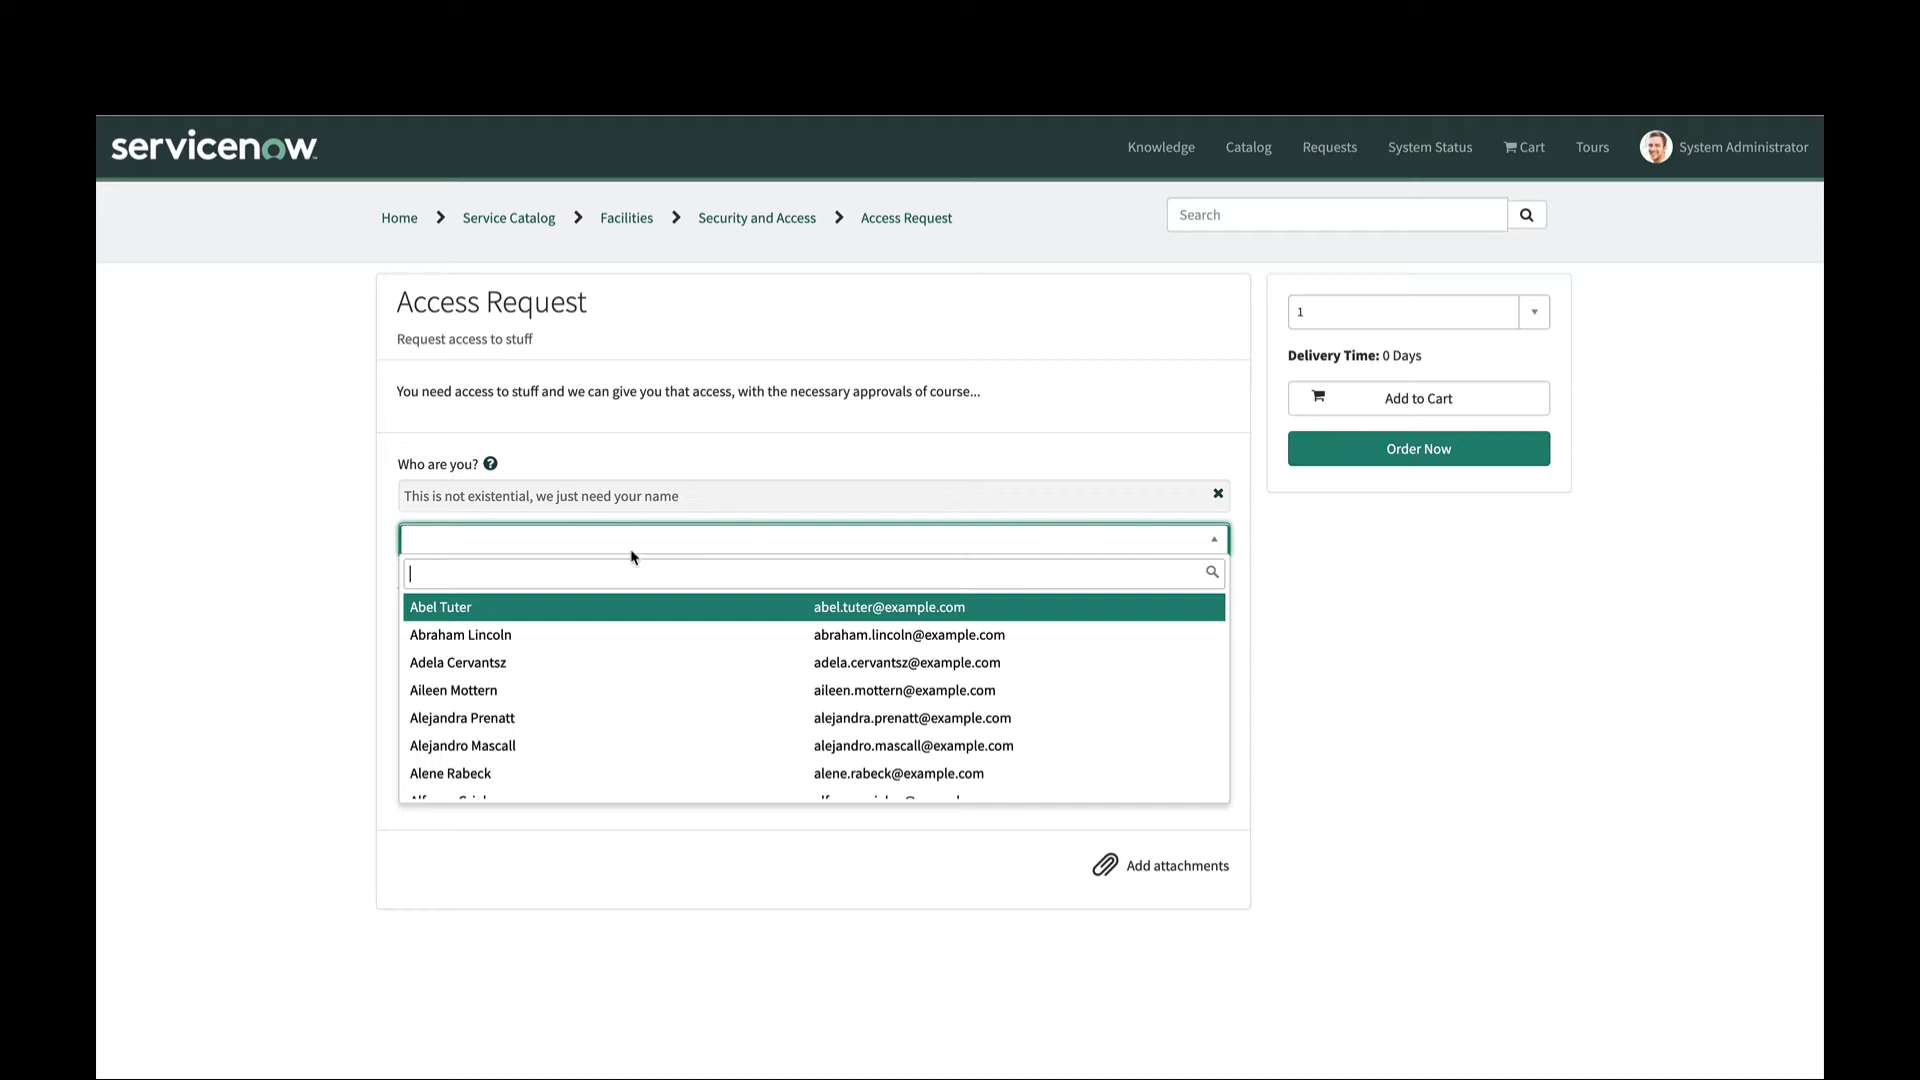 servicenow
Knowledge Catalog Requests System Status Cart Tours System Administrator
Home Service Catalog Facilities Security and Access Access Request
Search
Access Request
Request access to stuff
You need access to stuff and we can give you that access, with the necessary approvals of course...
Who are you?
This is not existential, we just need your name
Abel Tuter abel.tuter@example.com
Abraham Lincoln abraham.lincoln@example.com
Adela Cervantsz adela.cervantsz@example.com
Aileen Mottern aileen.mottern@example.com
Alejandra Prenatt alejandra.prenatt@example.com
Alejandro Mascall alejandro.mascall@example.com
Alene Rabeck alene.rabeck@example.com
Add attachments
1
Delivery Time: 0 Days
Add to Cart
Order Now